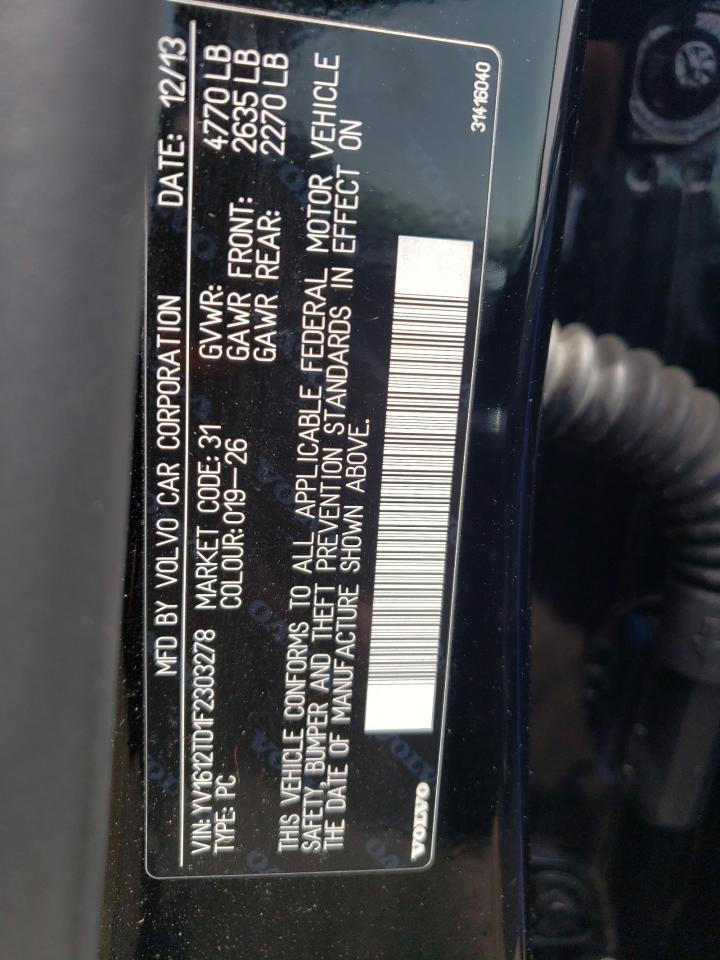 MFD BY VOLVO CAR CORPORATION DATE: 12/13
VIN: YV1612TD1F2303278 MARKET CODE: 31 GVWR: 4770 LB
TYPE: PC COLOUR: 019-26 GAWR FRONT: 2635 LB
GAWR REAR: 2270 LB
THIS VEHICLE CONFORMS TO ALL APPLICABLE FEDERAL MOTOR VEHICLE
SAFETY, BUMPER AND THEFT PREVENTION STANDARDS IN EFFECT ON
THE DATE OF MANUFACTURE SHOWN ABOVE.
VOLVO
31416040